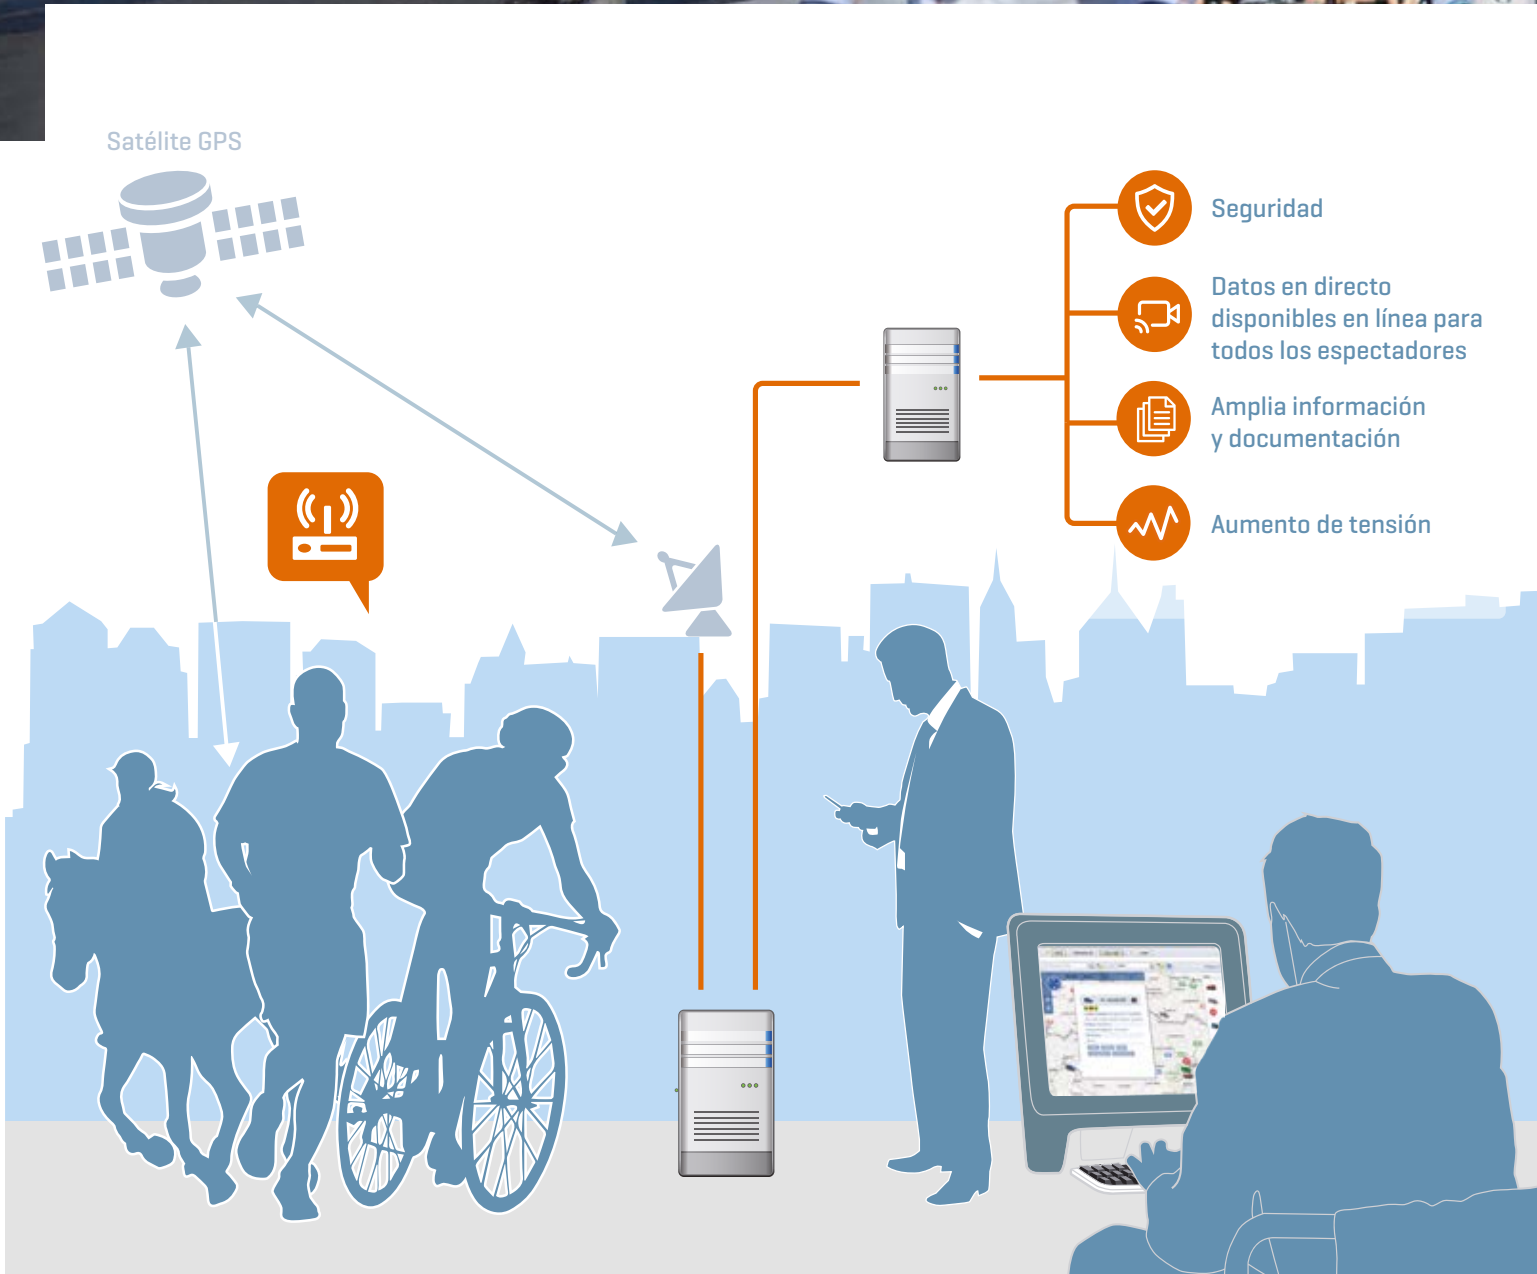 Satélite GPS
Seguridad
Datos en directo
disponibles en línea para
todos los espectadores
Amplia información
y documentación
Aumento de tensión